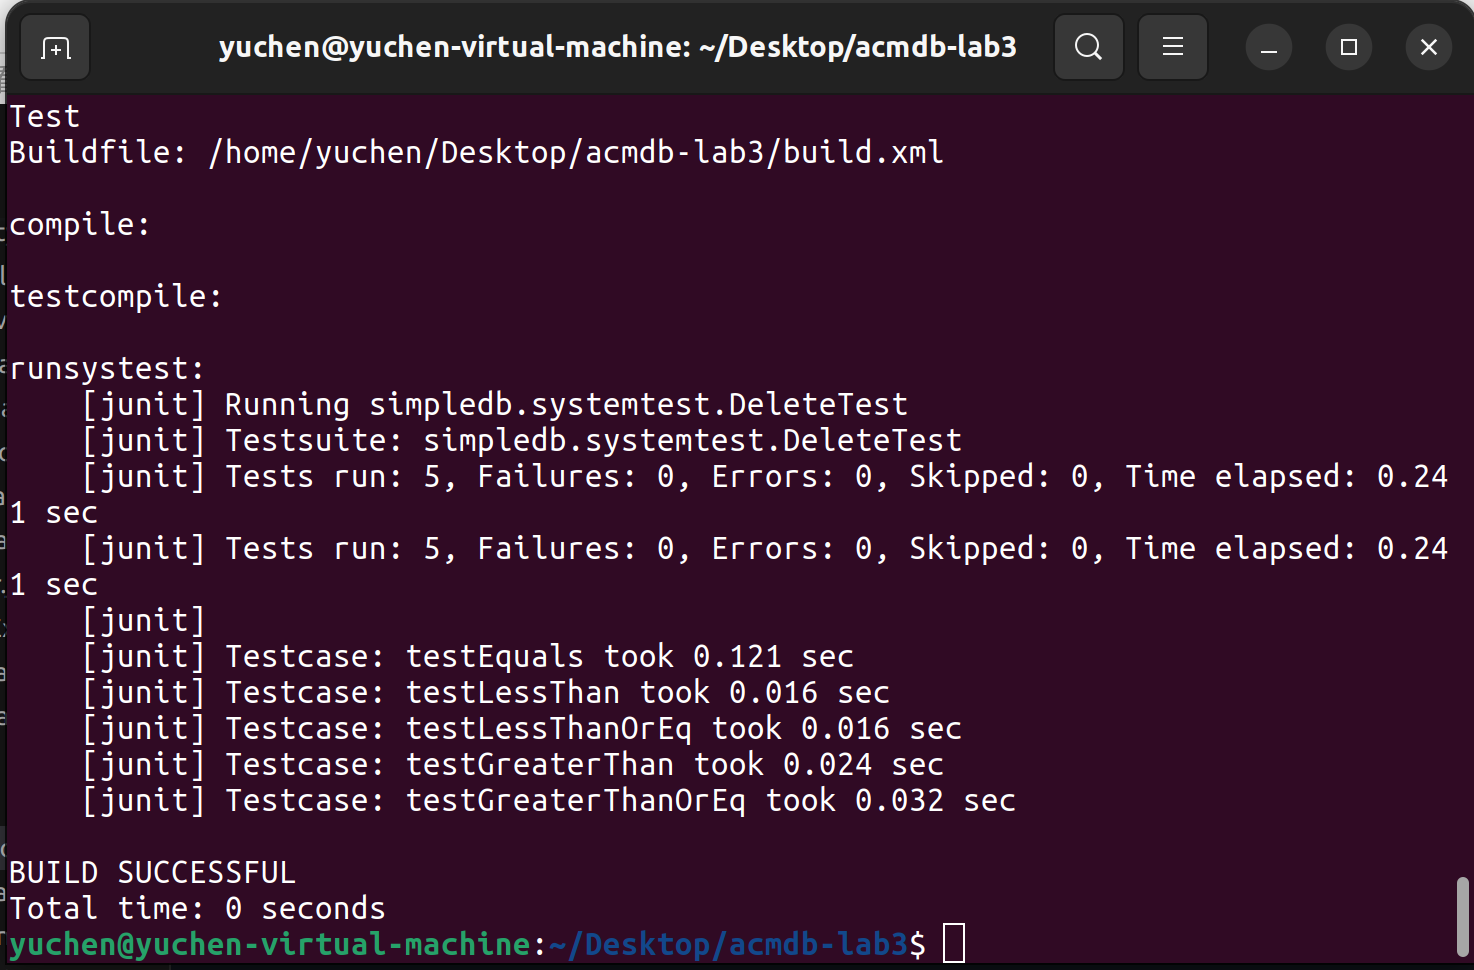 yuchen@yuchen-virtual-machine: ~/Desktop/acmdb-lab3
Test
Buildfile: /home/yuchen/Desktop/acmdb-lab3/build.xml
compile:
testcompile:
runsystest:
[junit] Running simpledb.systemtest.DeleteTest
[junit] Testsuite: simpledb.systemtest.DeleteTest
[junit] Tests run: 5, Failures: 0, Errors: 0, Skipped: 0, Time elapsed: 0.24
1 sec
[junit] Tests run: 5, Failures: 0, Errors: 0, Skipped: 0, Time elapsed: 0.24
1 sec
[junit]
[junit] Testcase: testEquals took 0.121 sec
[junit] Testcase: testLessThan took 0.016 sec
[junit] Testcase: testLessThanOrEq took 0.016 sec
[junit] Testcase: testGreaterThan took 0.024 sec
[junit] Testcase: testGreaterThanOrEq took 0.032 sec
BUILD SUCCESSFUL
Total time: 0 seconds
yuchen@yuchen-virtual-machine:~/Desktop/acmdb-lab3$